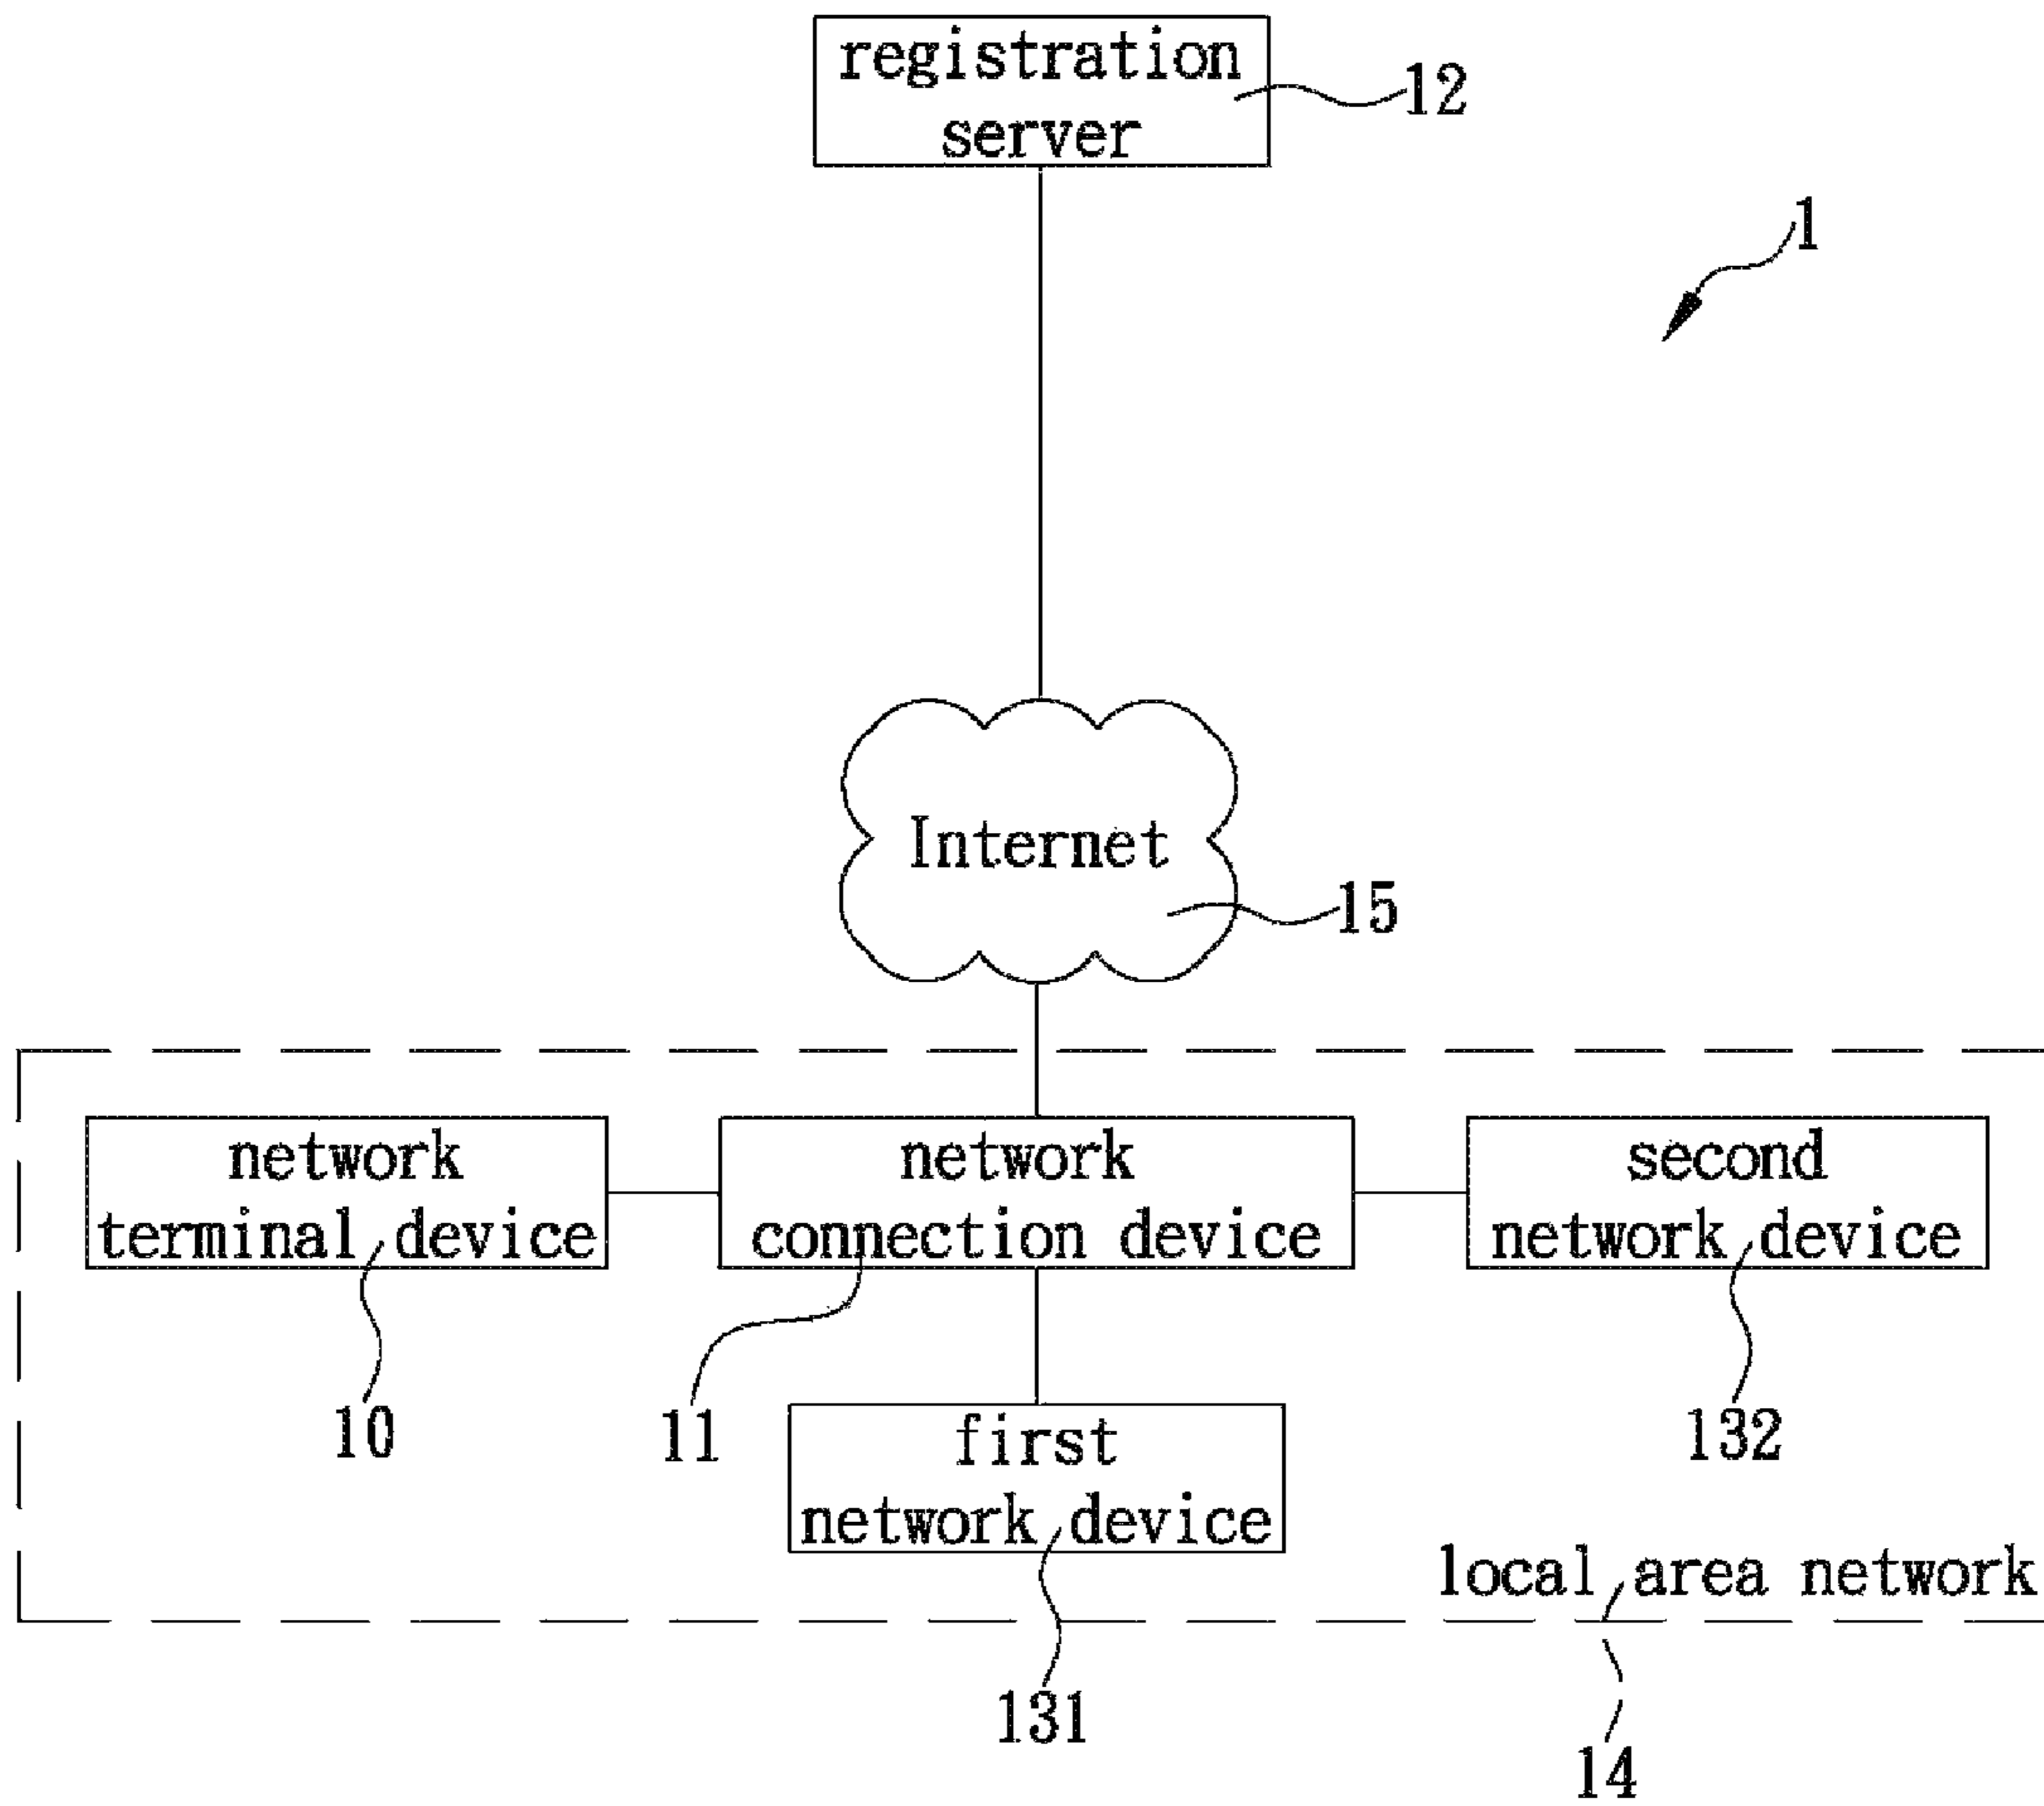 registration
server
12
1
Internet
15
network
terminal device
network
connection device
second
network device
10
11
132
first
network device
local area network
131
14